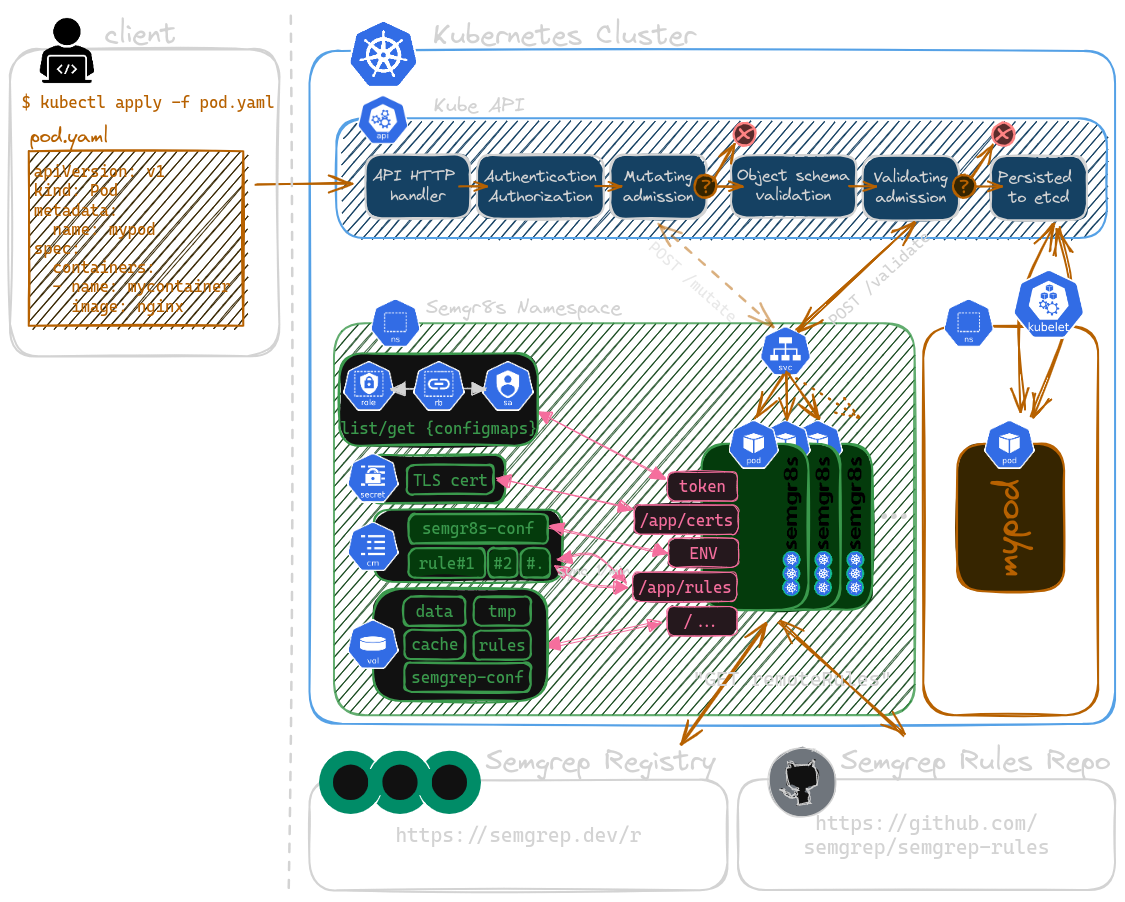 client
$ kubectl apply -f pod.yaml
pod.yaml
apiVersion: v1
kind: Pod
metadata:
  name: mypod
spec:
  containers:
  - name: mycontainer
    image: nginx
Kubernetes Cluster
Kube API
api
API HTTP
handler
Authentication
Authorization
Mutating
admission
?
Object schema
validation
Validating
admission
?
Persisted
to etcd
POST /mutate
POST /validate
Semgr8s Namespace
ns
role
rb
sa
list/get {configmaps}
secret
TLS cert
cm
semgr8s-conf
rule#1
#2
#.
vol
data
tmp
cache
rules
semgrep-conf
svc
pod
semgr8s
semgr8s
semgr8s
token
/app/certs
ENV
/app/rules
/ ...
"GET remoteRules"
ns
kubelet
pod
mypod
Semgrep Registry
https://semgrep.dev/r
Semgrep Rules Repo
https://github.com/
semgrep/semgrep-rules